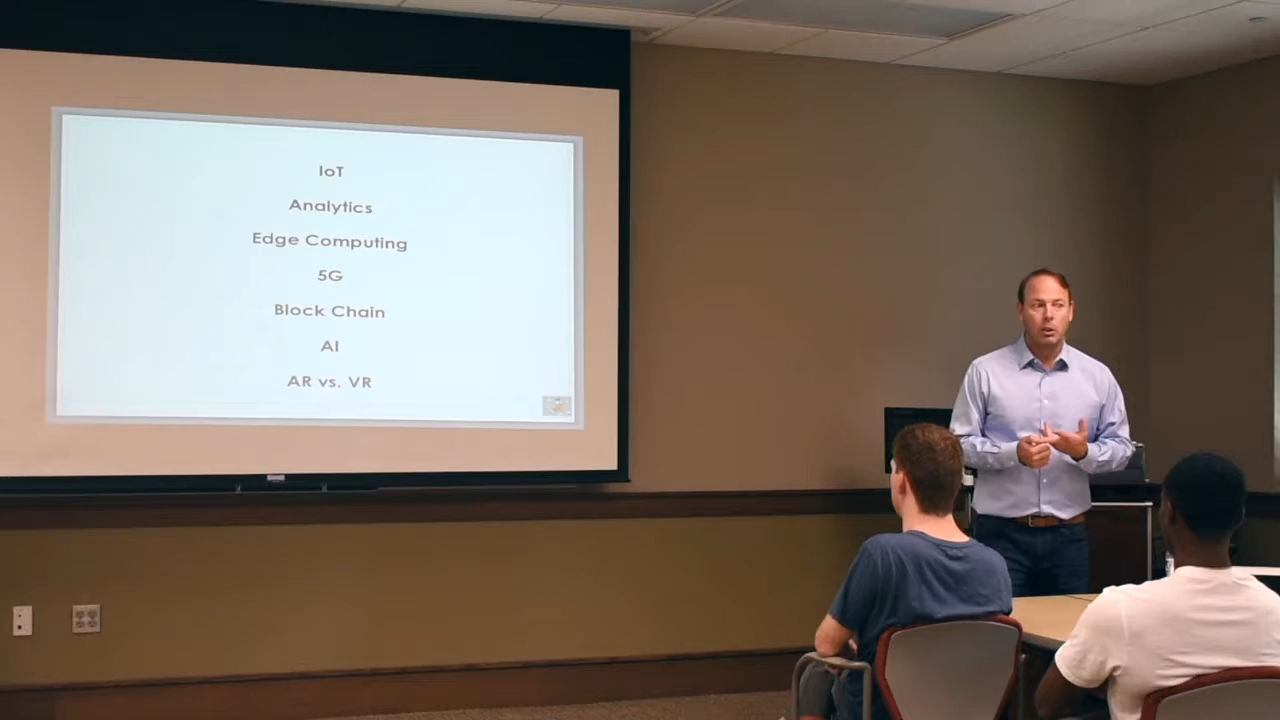 IoT
Analytics
Edge Computing
5G
Block Chain
AI
AR vs. VR